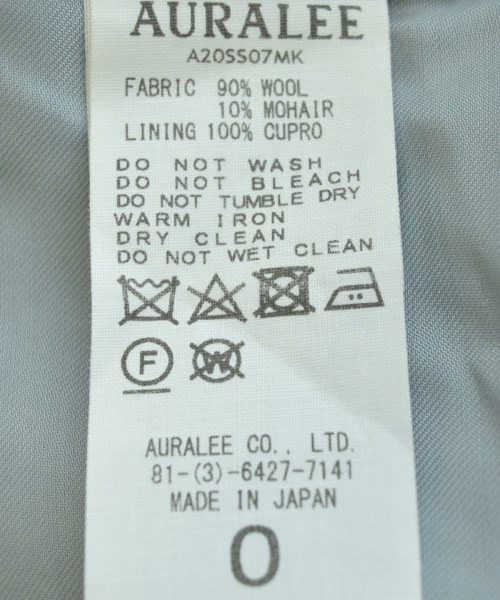 AURALEE
A20SS07MK
FABRIC 90% WOOL
10% MOHAIR
LINING 100% CUPRO
DO NOT WASH
DO NOT BLEACH
DO NOT TUMBLE DRY
WARM IRON
DRY CLEAN
DO NOT WET CLEAN
F W
AURALEE CO., LTD.
81-(3)-6427-7141
MADE IN JAPAN
0